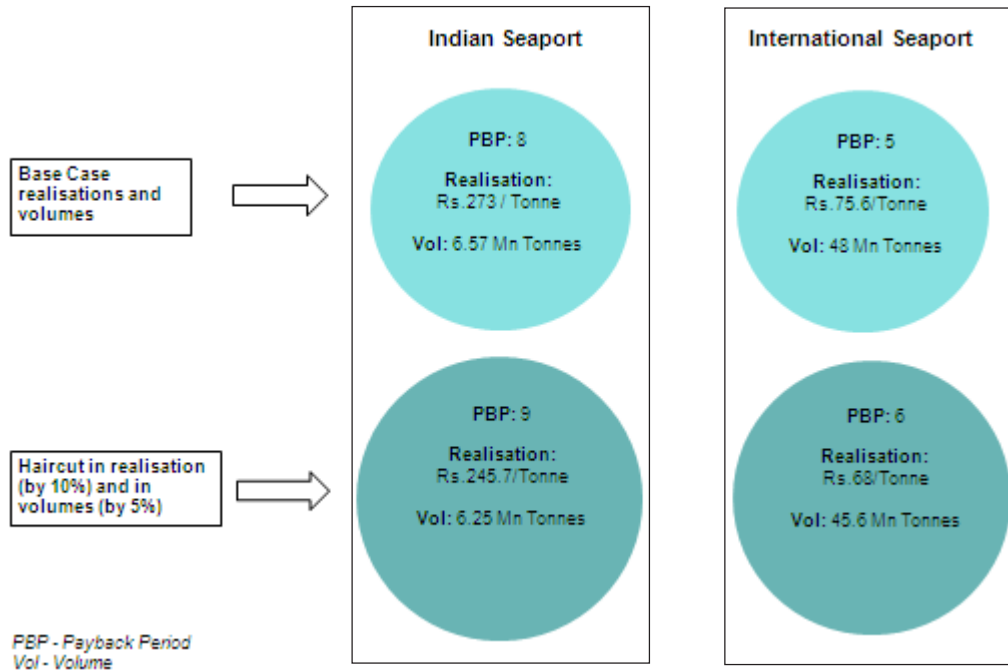 Indian Seaport
International Seaport
Base Case
realisations and
volumes
PBP: 8
Realisation:
Rs.273 / Tonne
Vol: 6.57 Mn Tonnes
PBP: 5
Realisation:
Rs.75.6/Tonne
Vol: 48 Mn Tonnes
Haircut in realisation
(by 10%) and in
volumes (by 5%)
PBP: 9
Realisation:
Rs.245.7/Tonne
Vol: 6.25 Mn Tonnes
PBP: 6
Realisation:
Rs.68/Tonne
Vol: 45.6 Mn Tonnes
PBP - Payback Period
Vol - Volume